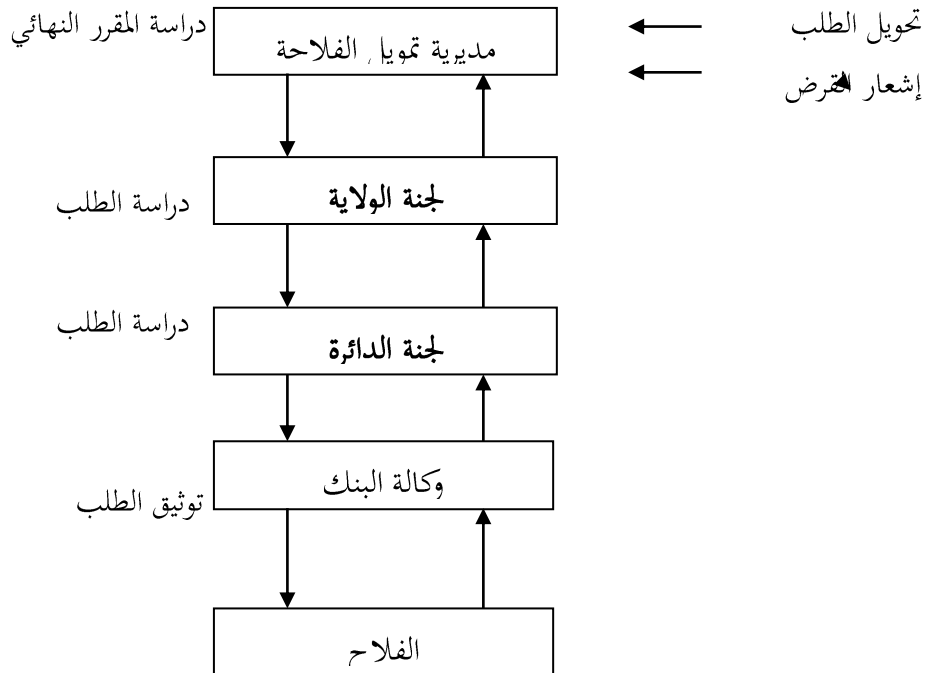 تحويل الطلب
مديرية تمويل الفلاحة
دراسة المقرر النهائي
إشعار القرض
لجنة الولاية
دراسة الطلب
لجنة الدائرة
دراسة الطلب
وكالة البنك
توثيق الطلب
الفلاح